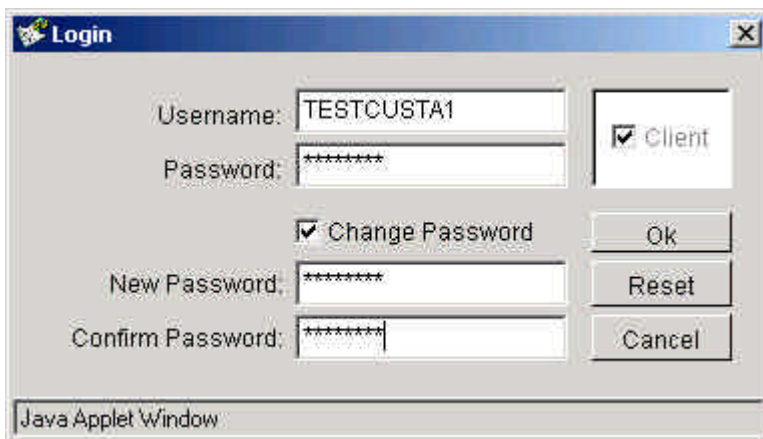 Login
Username: TESTCUSTA1
Client
Password: ********
Change Password
Ok
New Password: ********
Reset
Confirm Password: ********
Cancel
Java Applet Window